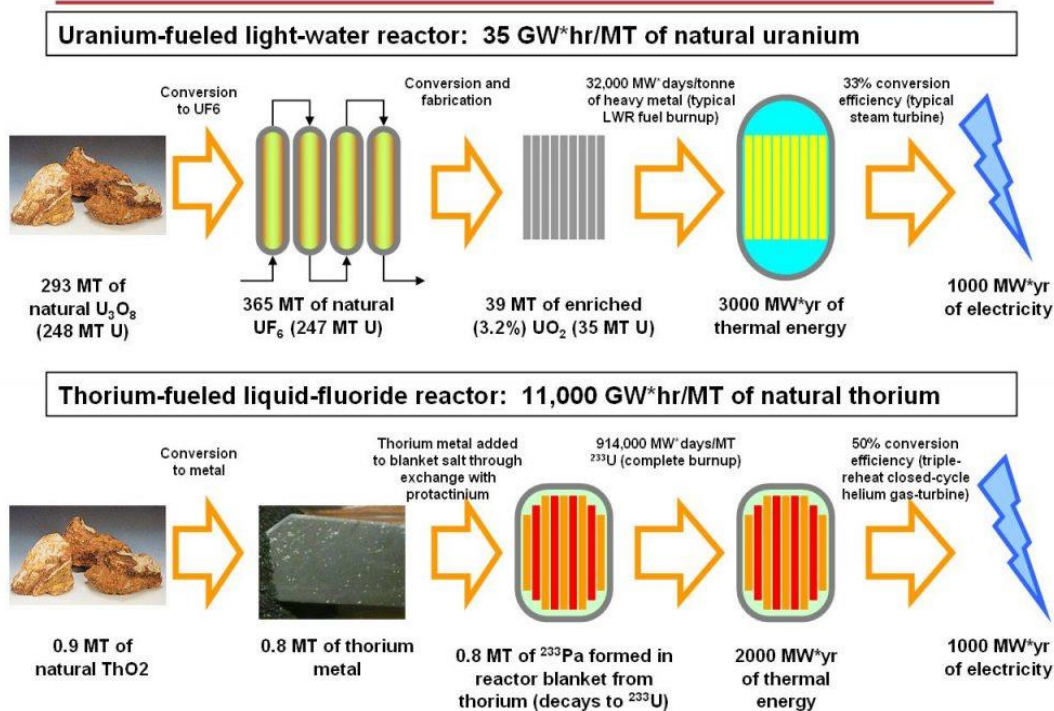 Uranium-fueled light-water reactor: 35 GW*hr/MT of natural uranium
Conversion
to UF6
Conversion and
fabrication
32,000 MW*days/tonne
of heavy metal (typical
LWR fuel burnup)
33% conversion
efficiency (typical
steam turbine)
293 MT of
natural U₃O₈
(248 MT U)
365 MT of natural
UF₆ (247 MT U)
39 MT of enriched
(3.2%) UO₂ (35 MT U)
3000 MW*yr of
thermal energy
1000 MW*yr
of electricity
Thorium-fueled liquid-fluoride reactor: 11,000 GW*hr/MT of natural thorium
Conversion
to metal
Thorium metal added
to blanket salt through
exchange with
protactinium
914,000 MW*days/MT
²³³U (complete burnup)
50% conversion
efficiency (triple-
reheat closed-cycle
helium gas-turbine)
0.9 MT of
natural ThO2
0.8 MT of thorium
metal
0.8 MT of ²³³Pa formed in
reactor blanket from
thorium (decays to ²³³U)
2000 MW*yr
of thermal
energy
1000 MW*yr
of electricity